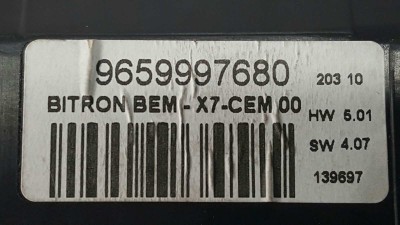 9659997680 203 10
BITRON BEM - X7-CEM 00 HW 5.01
SW 4.07
139697